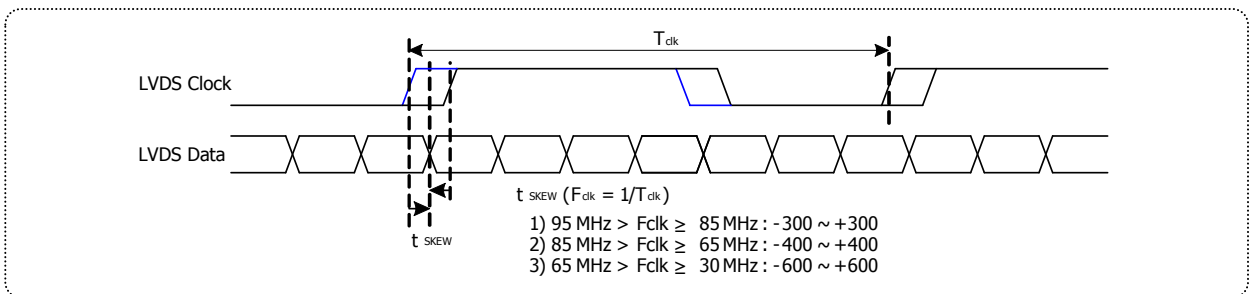 Tclk
LVDS Clock
LVDS Data
t SKEW (Fclk = 1/Tclk)
1) 95 MHz > Fclk ≥ 85 MHz : -300 ~ +300
t SKEW
2) 85 MHz > Fclk ≥ 65 MHz : -400 ~ +400
3) 65 MHz > Fclk ≥ 30 MHz : -600 ~ +600